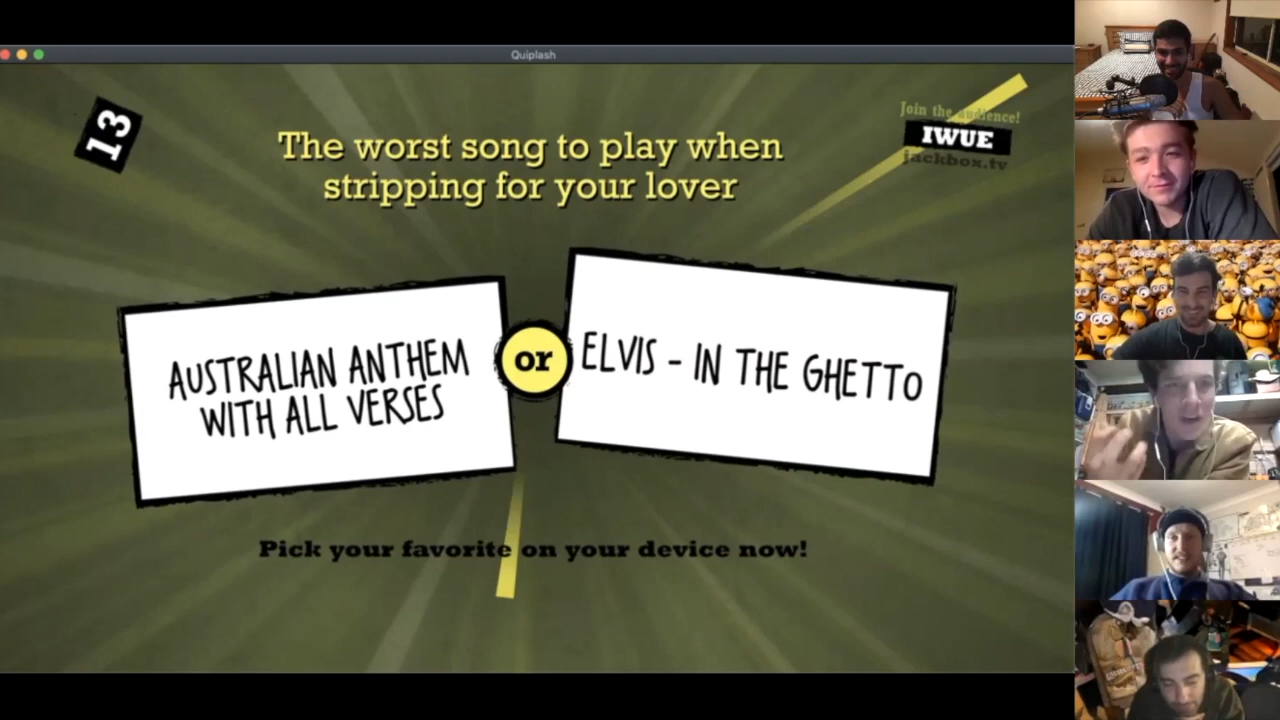 Quiplash
13
Join the audience!
IWUE
jackbox.tv
The worst song to play when
stripping for your lover
AUSTRALIAN ANTHEM
WITH ALL VERSES
or
ELVIS - IN THE GHETTO
Pick your favorite on your device now!